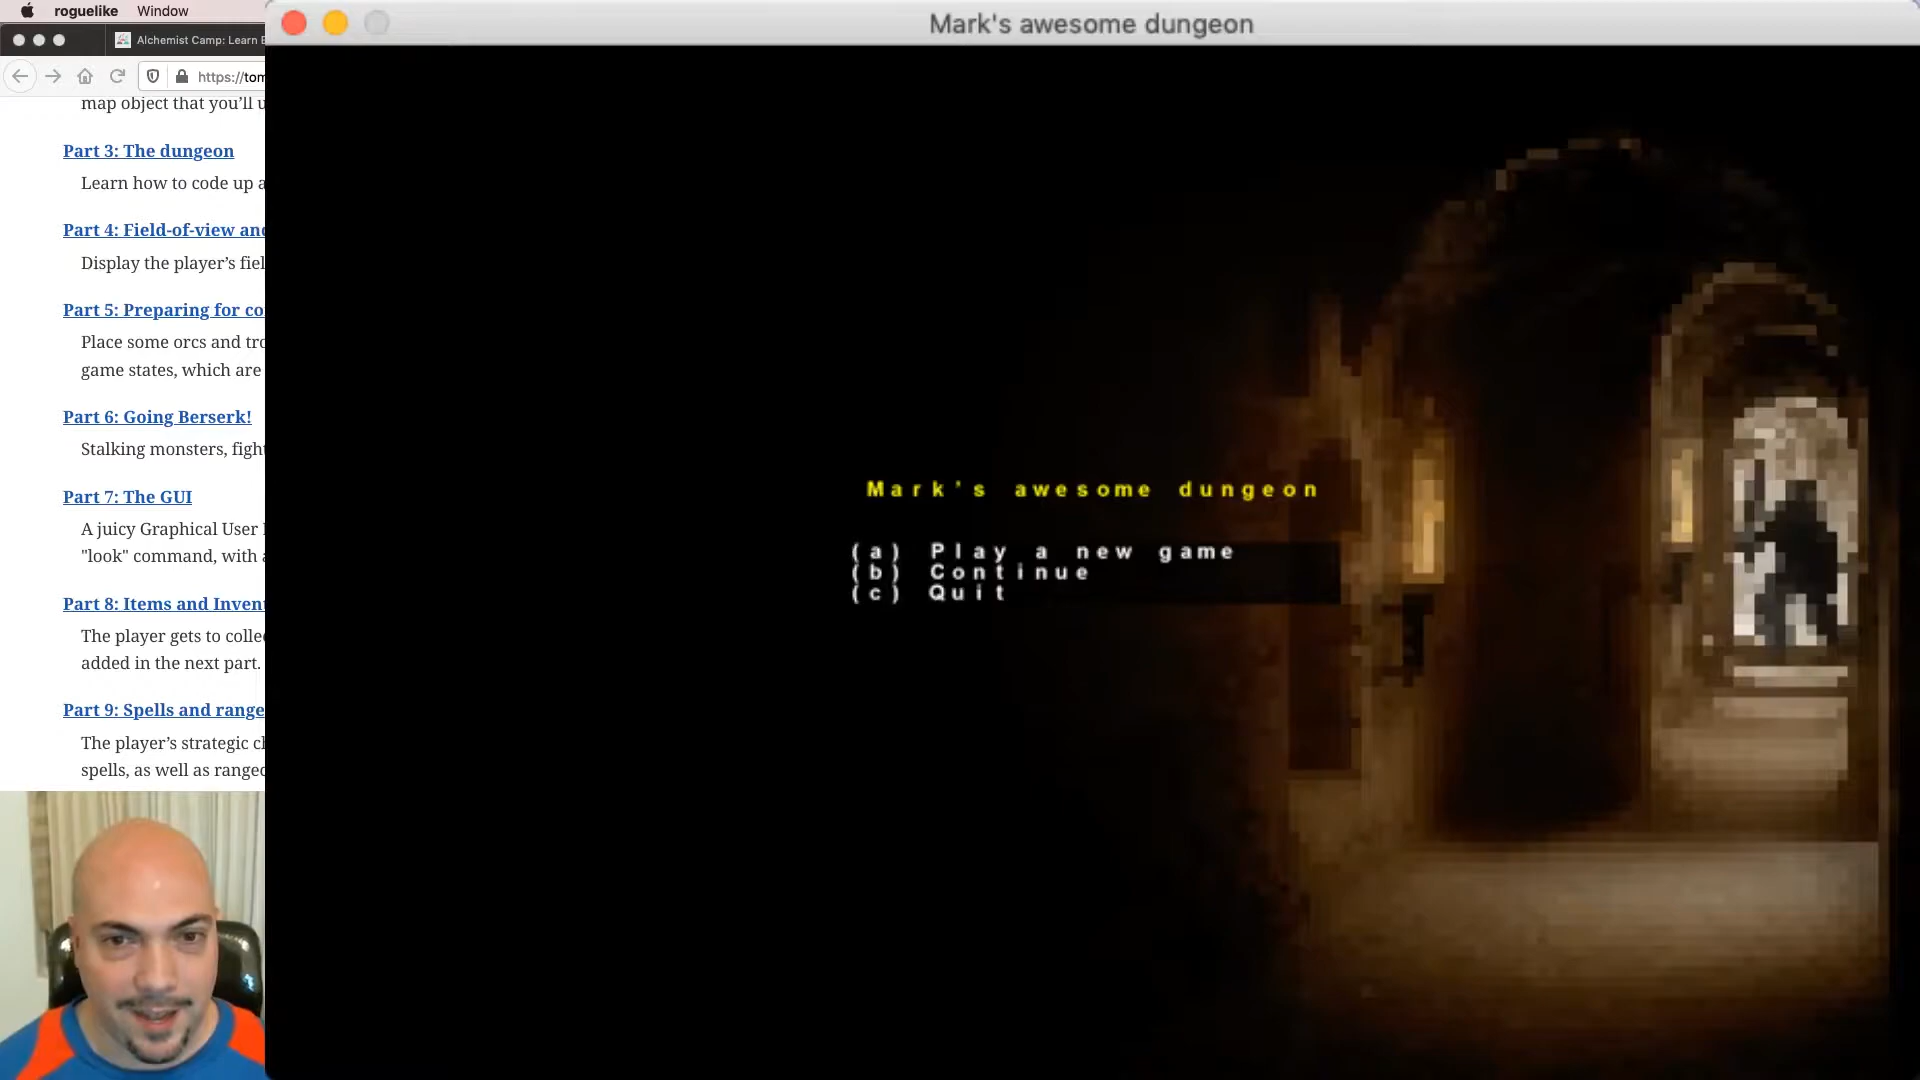 roguelike Window
Mark's awesome dungeon
Alchemist Camp: Learn E
https://tom
map object that you'll u
Part 3: The dungeon
Learn how to code up a
Part 4: Field-of-view and
Display the player's fiel
Part 5: Preparing for co
Place some orcs and tro
game states, which are
Part 6: Going Berserk!
Stalking monsters, fight
Part 7: The GUI
A juicy Graphical User
"look" command, with a
Part 8: Items and Invent
The player gets to colle
added in the next part.
Part 9: Spells and range
The player's strategic cl
spells, as well as range
Mark's awesome dungeon
(a) Play a new game
(b) Continue
(c) Quit